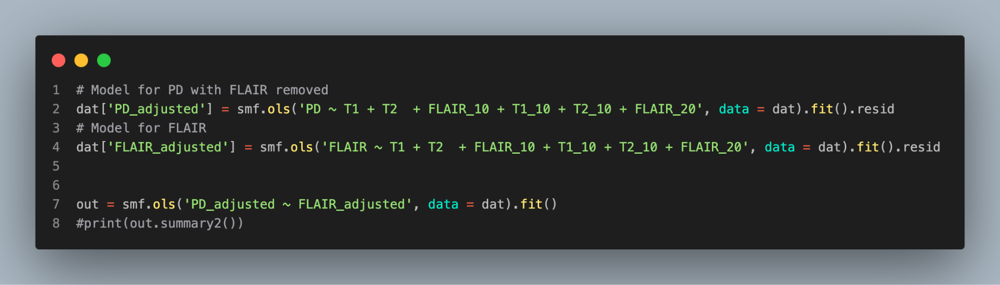 1 # Model for PD with FLAIR removed
2 dat['PD_adjusted'] = smf.ols('PD ~ T1 + T2  + FLAIR_10 + T1_10 + T2_10 + FLAIR_20', data = dat).fit().resid
3 # Model for FLAIR
4 dat['FLAIR_adjusted'] = smf.ols('FLAIR ~ T1 + T2  + FLAIR_10 + T1_10 + T2_10 + FLAIR_20', data = dat).fit().resid
5
6
7 out = smf.ols('PD_adjusted ~ FLAIR_adjusted', data = dat).fit()
8 #print(out.summary2())